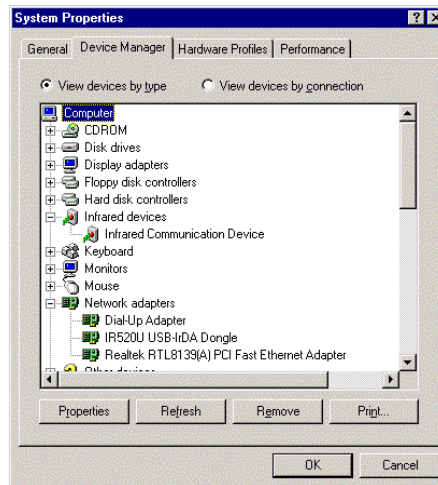 System Properties
General Device Manager Hardware Profiles Performance
View devices by type View devices by connection
Computer
CDROM
Disk drives
Display adapters
Floppy disk controllers
Hard disk controllers
Infrared devices
Infrared Communication Device
Keyboard
Monitors
Mouse
Network adapters
Dial-Up Adapter
IR520U USB-IrDA Dongle
Realtek RTL8139(A) PCI Fast Ethernet Adapter
Other devices
Properties Refresh Remove Print...
OK Cancel